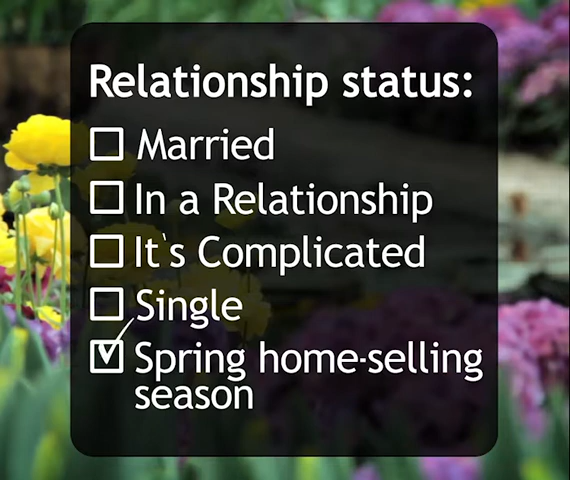 Relationship status:
Married
In a Relationship
It's Complicated
Single
Spring home-selling
season